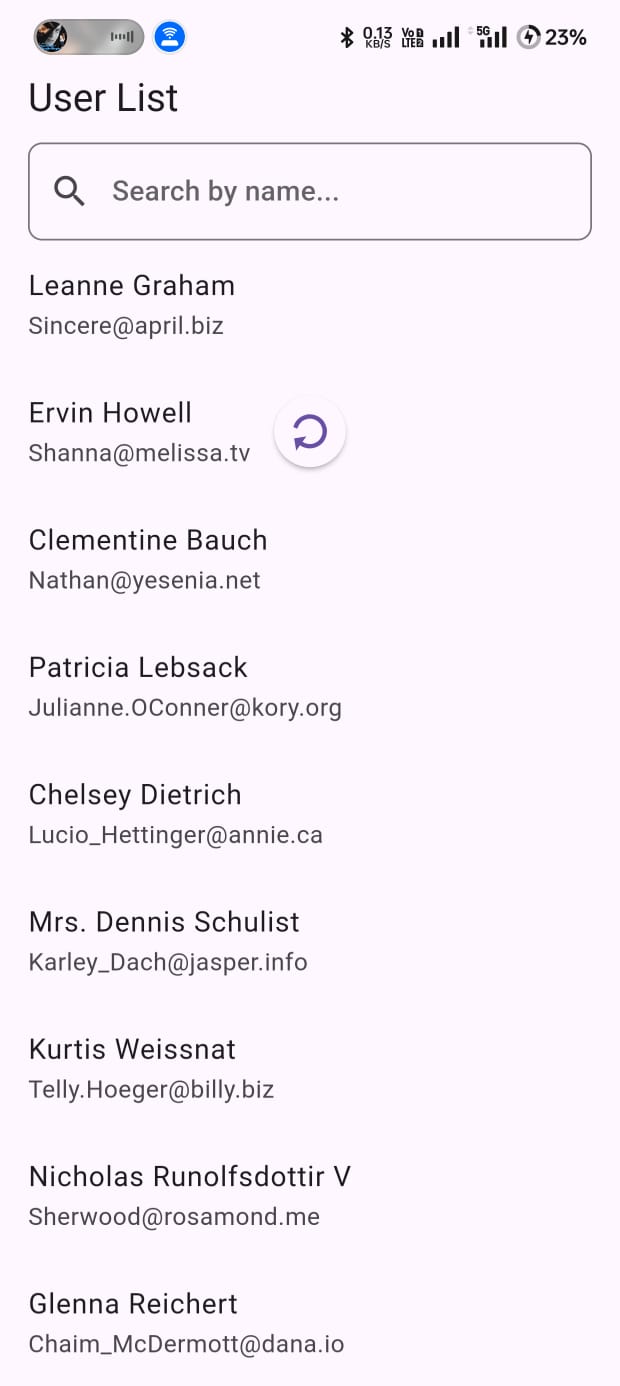 0.13 KB/S Vo LTE 2 5G 23%
User List
Search by name...
Leanne Graham
Sincere@april.biz
Ervin Howell
Shanna@melissa.tv
Clementine Bauch
Nathan@yesenia.net
Patricia Lebsack
Julianne.OConner@kory.org
Chelsey Dietrich
Lucio_Hettinger@annie.ca
Mrs. Dennis Schulist
Karley_Dach@jasper.info
Kurtis Weissnat
Telly.Hoeger@billy.biz
Nicholas Runolfsdottir V
Sherwood@rosamond.me
Glenna Reichert
Chaim_McDermott@dana.io